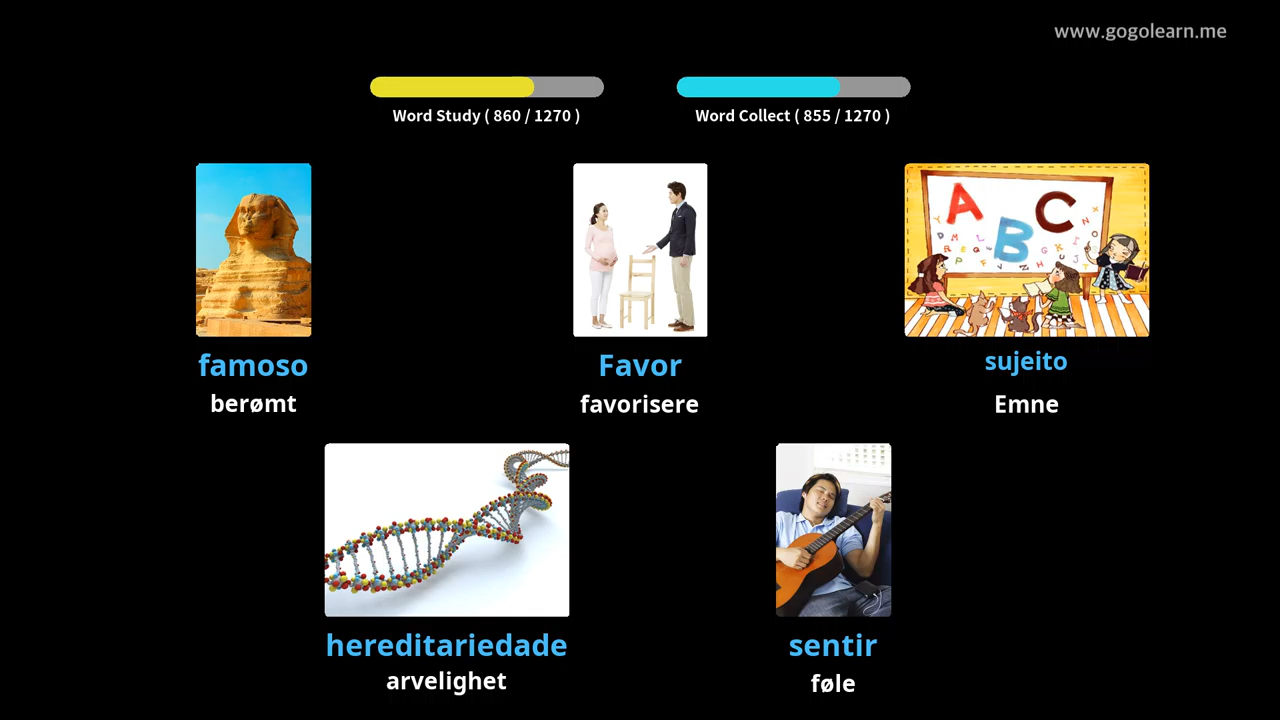 www.gogolearn.me
Word Study ( 860 / 1270 )
Word Collect ( 855 / 1270 )
A
B
C
famoso
Favor
sujeito
berømt
favorisere
Emne
hereditariedade
sentir
arvelighet
føle